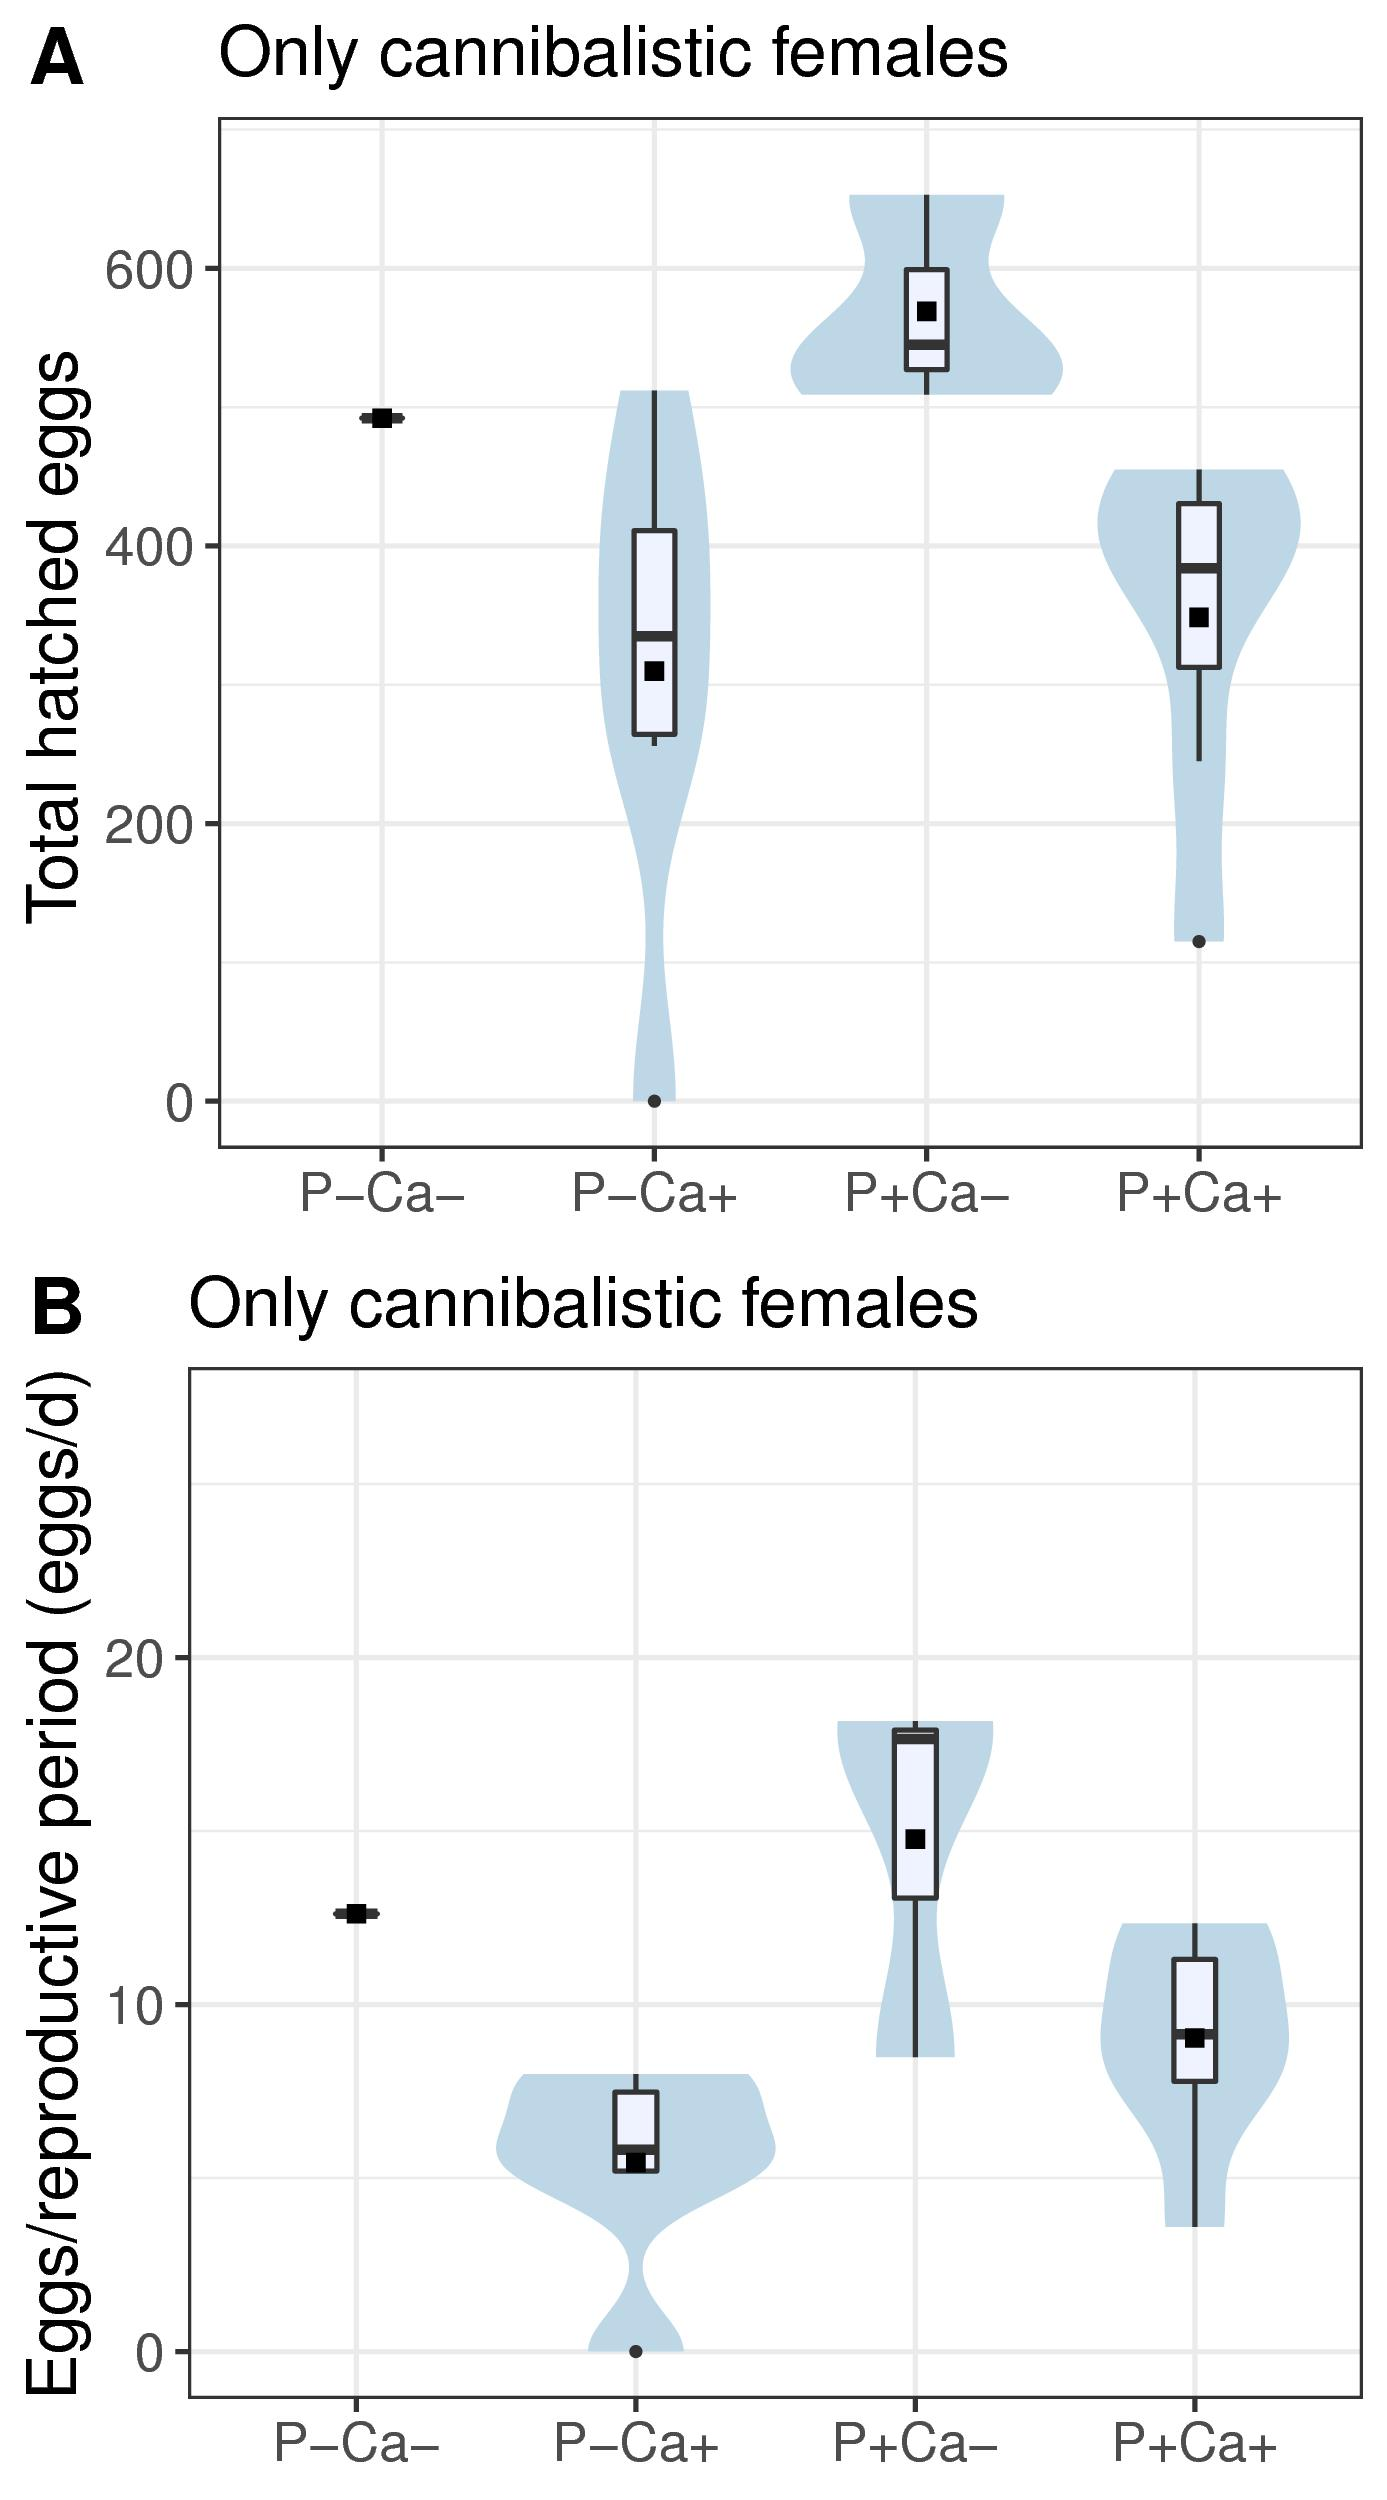 A Only cannibalistic females
Total hatched eggs
600
400
200
0
P−Ca− P−Ca+ P+Ca− P+Ca+
B Only cannibalistic females
Eggs/reproductive period (eggs/d)
20
10
0
P−Ca− P−Ca+ P+Ca− P+Ca+